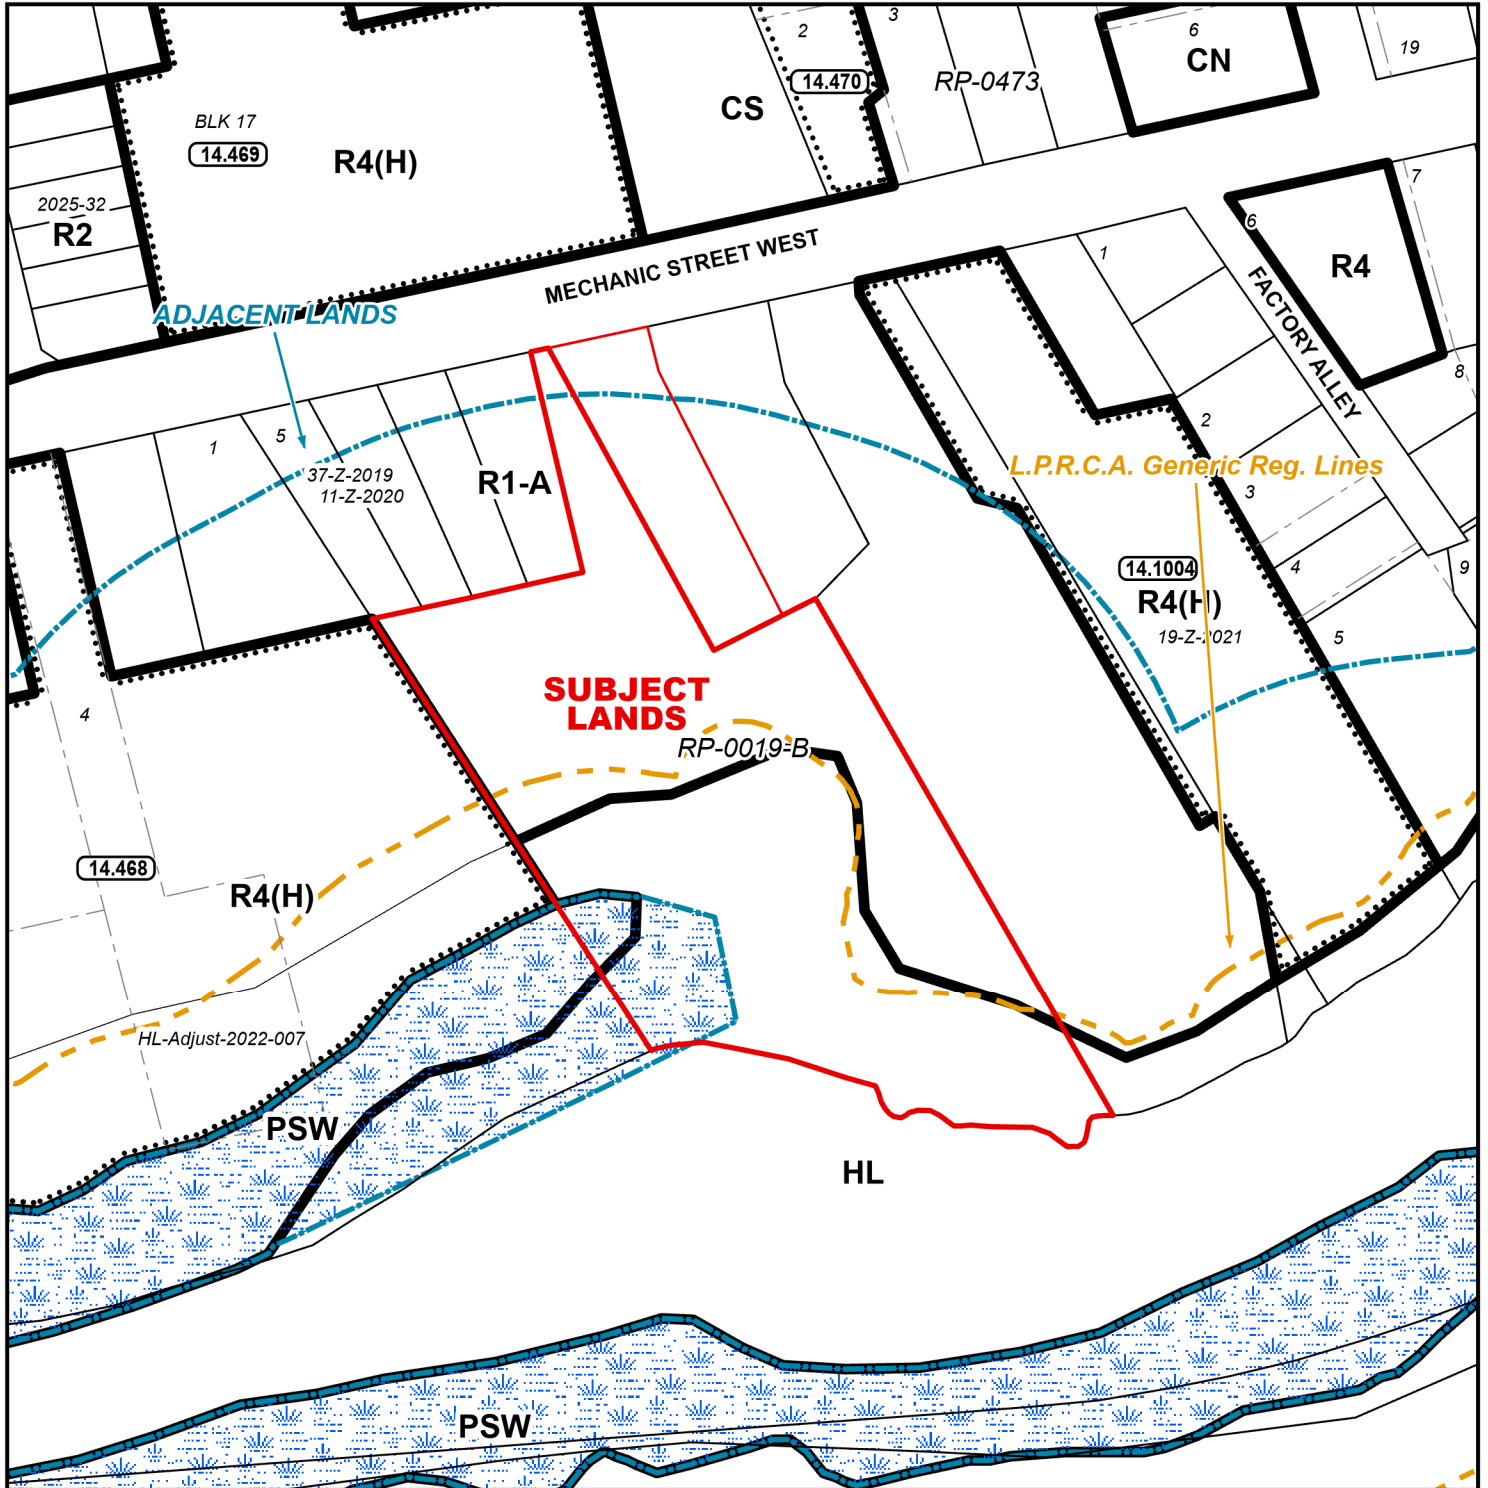 3
2
6
19
CN
14.470
RP-0473
CS
BLK 17
14.469
R4(H)
7
2025-32
R2
6
MECHANIC STREET WEST
1
R4
FACTORY ALLEY
ADJACENT LANDS
8
2
5
1
L.P.R.C.A. Generic Reg. Lines
37-Z-2019
11-Z-2020
R1-A
3
14.1004
4
9
R4(H)
19-Z-2021
5
SUBJECT
LANDS
4
RP-0019-B
14.468
R4(H)
HL-Adjust-2022-007
PSW
HL
PSW